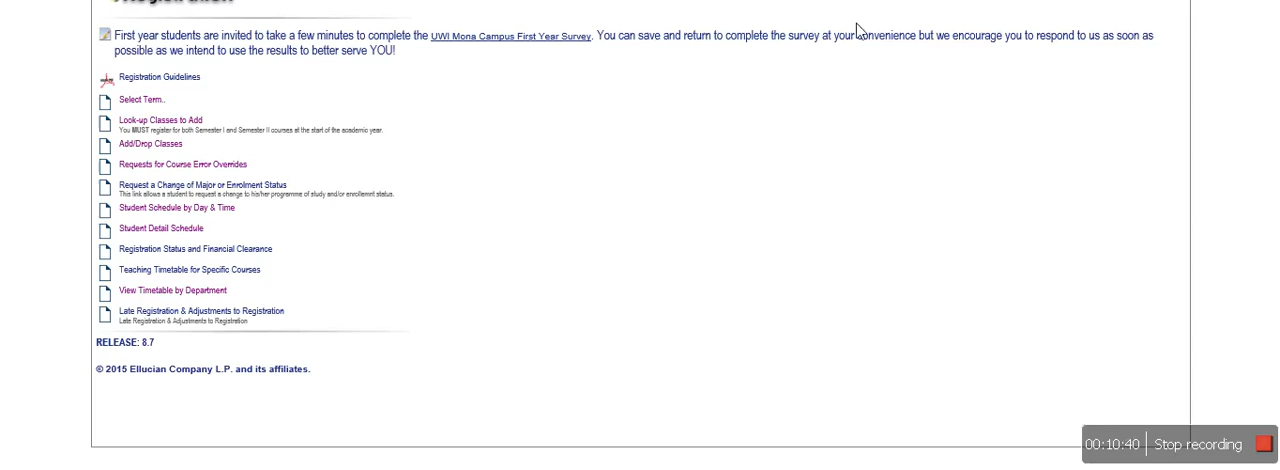 Registration
First year students are invited to take a few minutes to complete the UWI Mona Campus First Year Survey. You can save and return to complete the survey at your convenience but we encourage you to respond to us as soon as
possible as we intend to use the results to better serve YOU!
Registration Guidelines
Select Term..
Look-up Classes to Add
You MUST register for both Semester I and Semester II courses at the start of the academic year.
Add/Drop Classes
Requests for Course Error Overrides
Request a Change of Major or Enrolment Status
This link allows a student to request a change to his/her programme of study and/or enrollemnt status.
Student Schedule by Day & Time
Student Detail Schedule
Registration Status and Financial Clearance
Teaching Timetable for Specific Courses
View Timetable by Department
Late Registration & Adjustments to Registration
Late Registration & Adjustments to Registration
RELEASE: 8.7
© 2015 Ellucian Company L.P. and its affiliates.
00:10:40 Stop recording